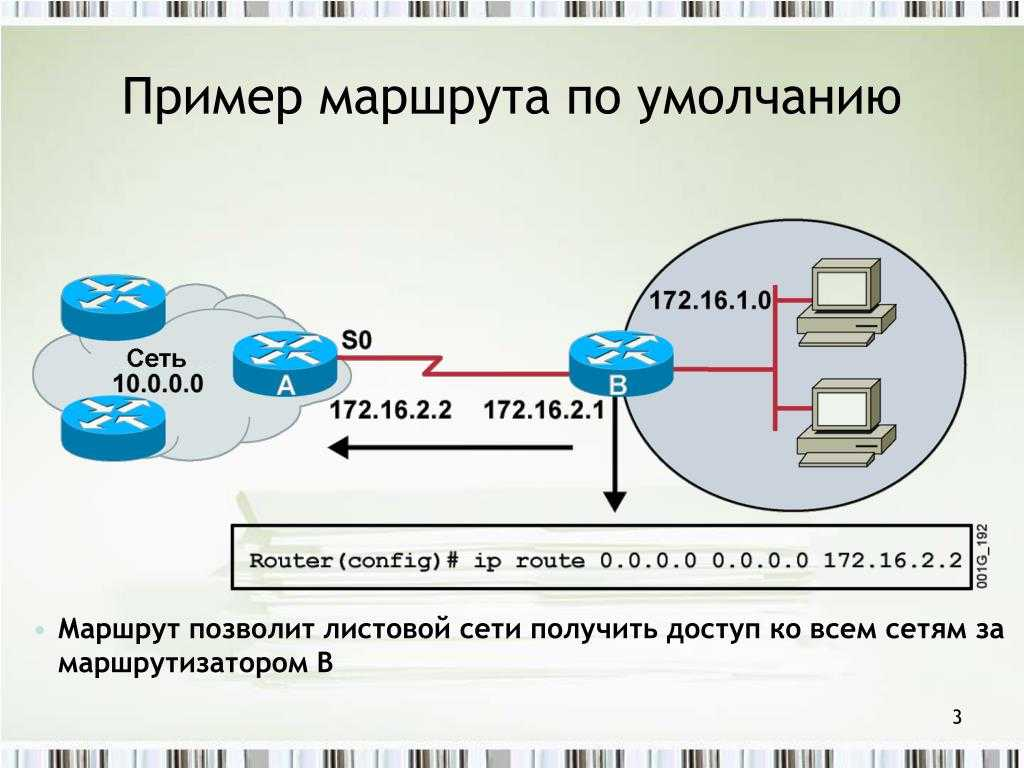 Пример маршрута по умолчанию
172.16.1.0
S0
Сеть
10.0.0.0
A
B
172.16.2.2
172.16.2.1
Router(config)# ip route 0.0.0.0 0.0.0.0 172.16.2.2
001G_192
• Маршрут позволит листовой сети получить доступ ко всем сетям за
маршрутизатором В
3